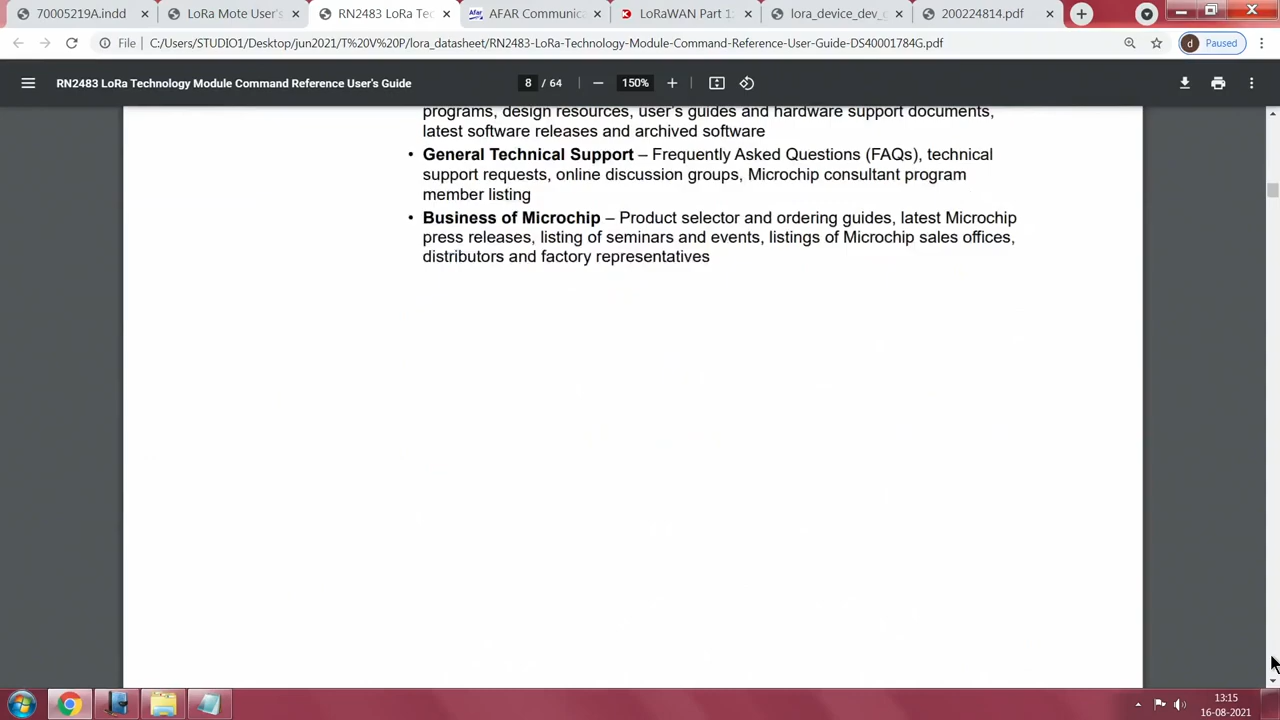 70005219A.indd
LoRa Mote User's
RN2483 LoRa Tec
LoRaWAN Part 1:
lora_device_dev_
202224814.pdf
File
C:/Users/STUDIO1/Desktop/jun2021/T%20V%20P/lora_datasheet/RN2483-LoRa-Technology-Module-Command-Reference-User-Guide-DS40001784G.pdf
d Paused
RN2483 LoRa Technology Module Command Reference User's Guide
8 / 64
150%
programs, design resources, user's guides and hardware support documents,
latest software releases and archived software
• General Technical Support – Frequently Asked Questions (FAQs), technical
support requests, online discussion groups, Microchip consultant program
member listing
• Business of Microchip – Product selector and ordering guides, latest Microchip
press releases, listing of seminars and events, listings of Microchip sales offices,
distributors and factory representatives
13:15
16-08-2021